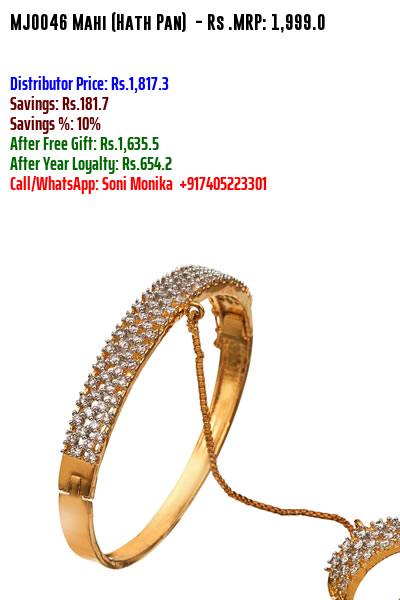 MJ0046 Mahi (Hath Pan) - Rs .MRP: 1,999.0
Distributor Price: Rs.1,817.3
Savings: Rs.181.7
Savings %: 10%
After Free Gift: Rs.1,635.5
After Year Loyalty: Rs.654.2
Call/WhatsApp: Soni Monika +917405223301